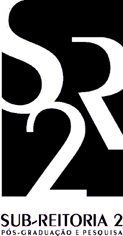 SR
2
SUB-REITORIA 2
PÓS-GRADUAÇÃO E PESQUISA